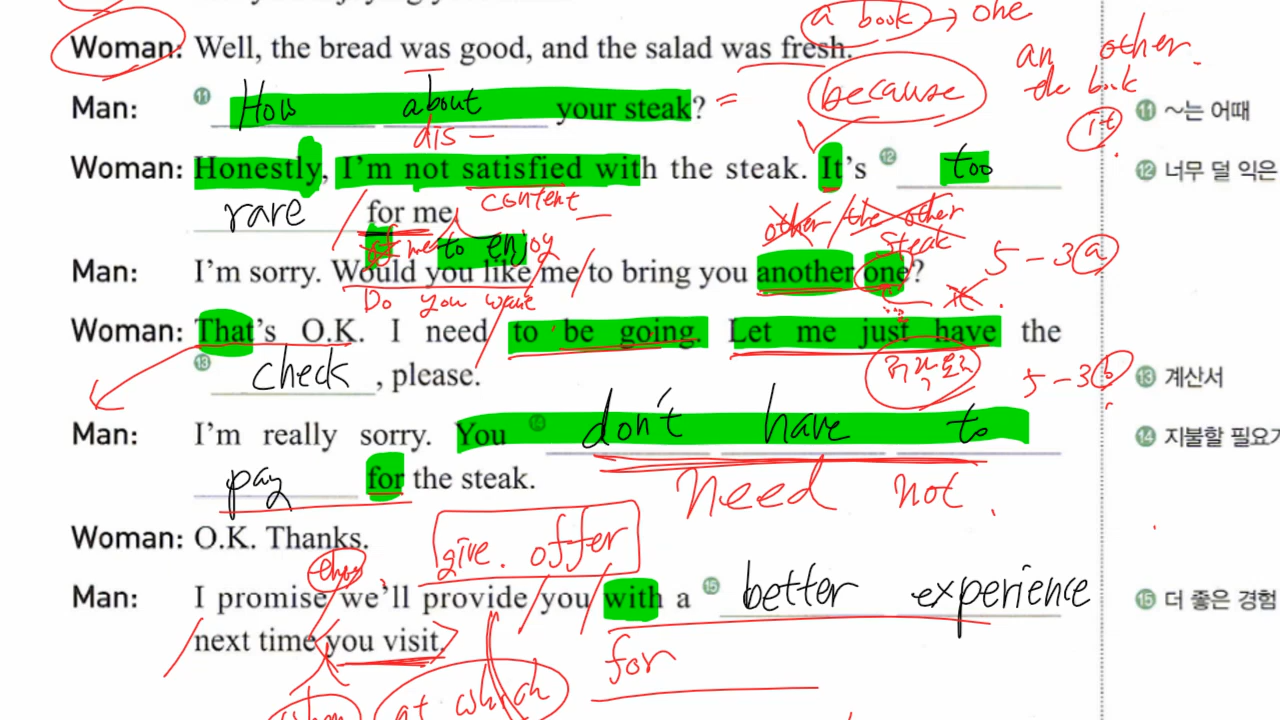 a book → one
Woman: Well, the bread was good, and the salad was fresh.
an other.
the book
it
because
Man: ⑪ How about your steak? =
⑪ ~는 어때
dis
Woman: Honestly, I'm not satisfied with the steak. It's ⑫ too
⑫ 너무 덜 익은
rare for me
content
other / the other
steak
of me to enjoy
5-3 a
Man: I'm sorry. Would you like me to bring you another one?
Do you want
it
Woman: That's O.K. I need to be going. Let me just have the
⑬ check, please.
5-3 b
⑬ 계산서
Man: I'm really sorry. You ⑭ don't have to
⑭ 지불할 필요가
pay for the steak.
need not.
Woman: O.K. Thanks.
give. offer
Man: I promise we'll provide you with a ⑮ better experience
⑮ 더 좋은 경험
next time you visit.
for
when
at which